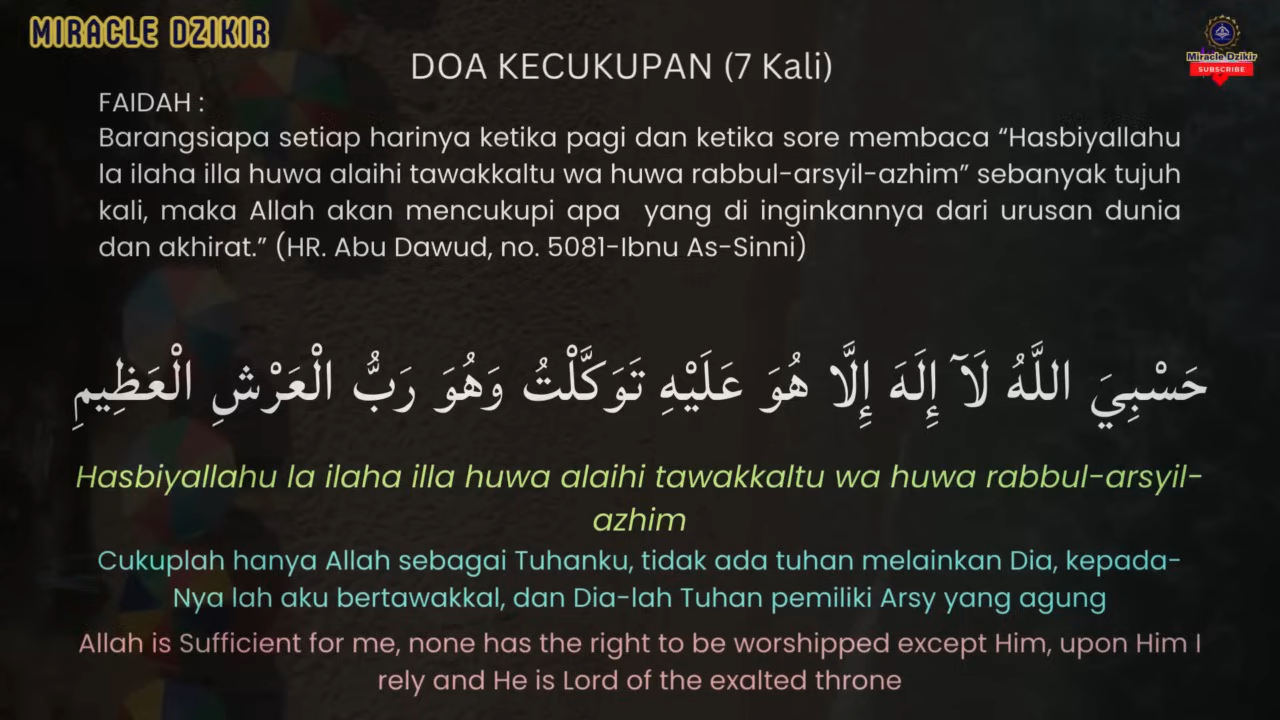 MIRACLE DZIKIR
Miracle Dzikir
SUBSCRIBE
DOA KECUKUPAN (7 Kali)
FAIDAH :
Barangsiapa setiap harinya ketika pagi dan ketika sore membaca “Hasbiyallahu
la ilaha illa huwa alaihi tawakkaltu wa huwa rabbul-arsyil-azhim” sebanyak tujuh
kali, maka Allah akan mencukupi apa yang di inginkannya dari urusan dunia
dan akhirat.” (HR. Abu Dawud, no. 5081-Ibnu As-Sinni)
حَسْبِيَ اللَّهُ لَآ إِلَهَ إِلَّا هُوَ عَلَيْهِ تَوَكَّلْتُ وَهُوَ رَبُّ الْعَرْشِ الْعَظِيمِ
Hasbiyallahu la ilaha illa huwa alaihi tawakkaltu wa huwa rabbul-arsyil-
azhim
Cukuplah hanya Allah sebagai Tuhanku, tidak ada tuhan melainkan Dia, kepada-
Nya lah aku bertawakkal, dan Dia-lah Tuhan pemiliki Arsy yang agung
Allah is Sufficient for me, none has the right to be worshipped except Him, upon Him I
rely and He is Lord of the exalted throne